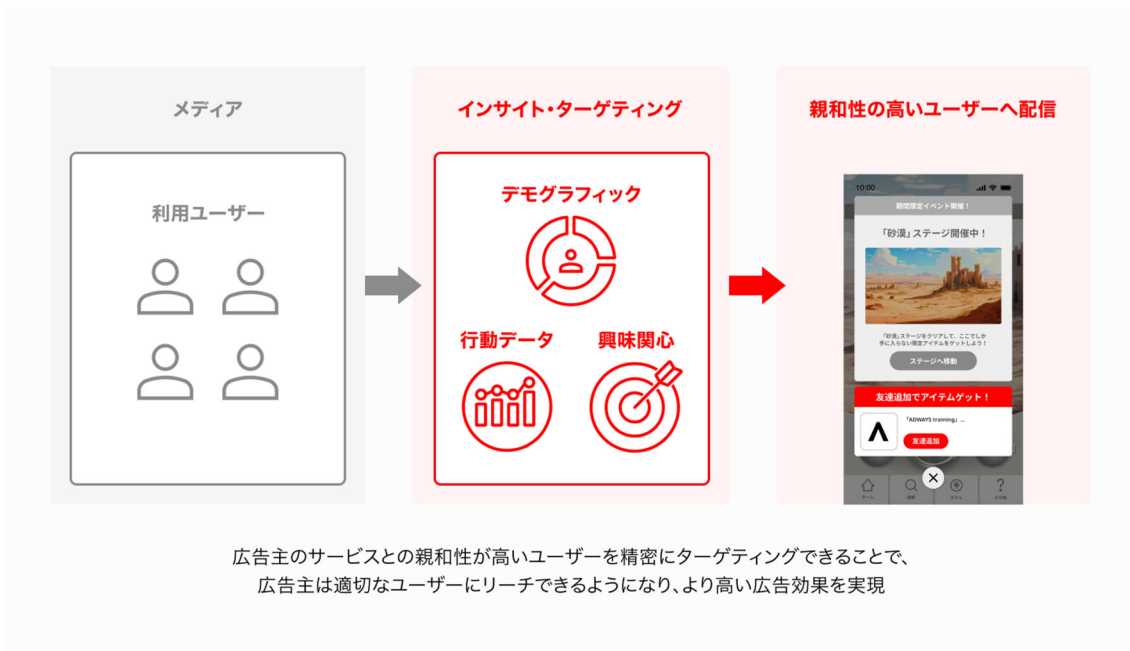 メディア
利用ユーザー
インサイト・ターゲティング
デモグラフィック
行動データ
興味関心
親和性の高いユーザーへ配信
10:00
期間限定イベント開催！
「砂漠」ステージ開催中！
「砂漠」ステージをクリアして、ここでしか
手に入らない限定アイテムをゲットしよう！
ステージへ移動
友達追加でアイテムゲット！
「ADWAYS training」...
友達追加
ホーム
ガチャ
その他
広告主のサービスとの親和性が高いユーザーを精密にターゲティングできることで、
広告主は適切なユーザーにリーチできるようになり、より高い広告効果を実現